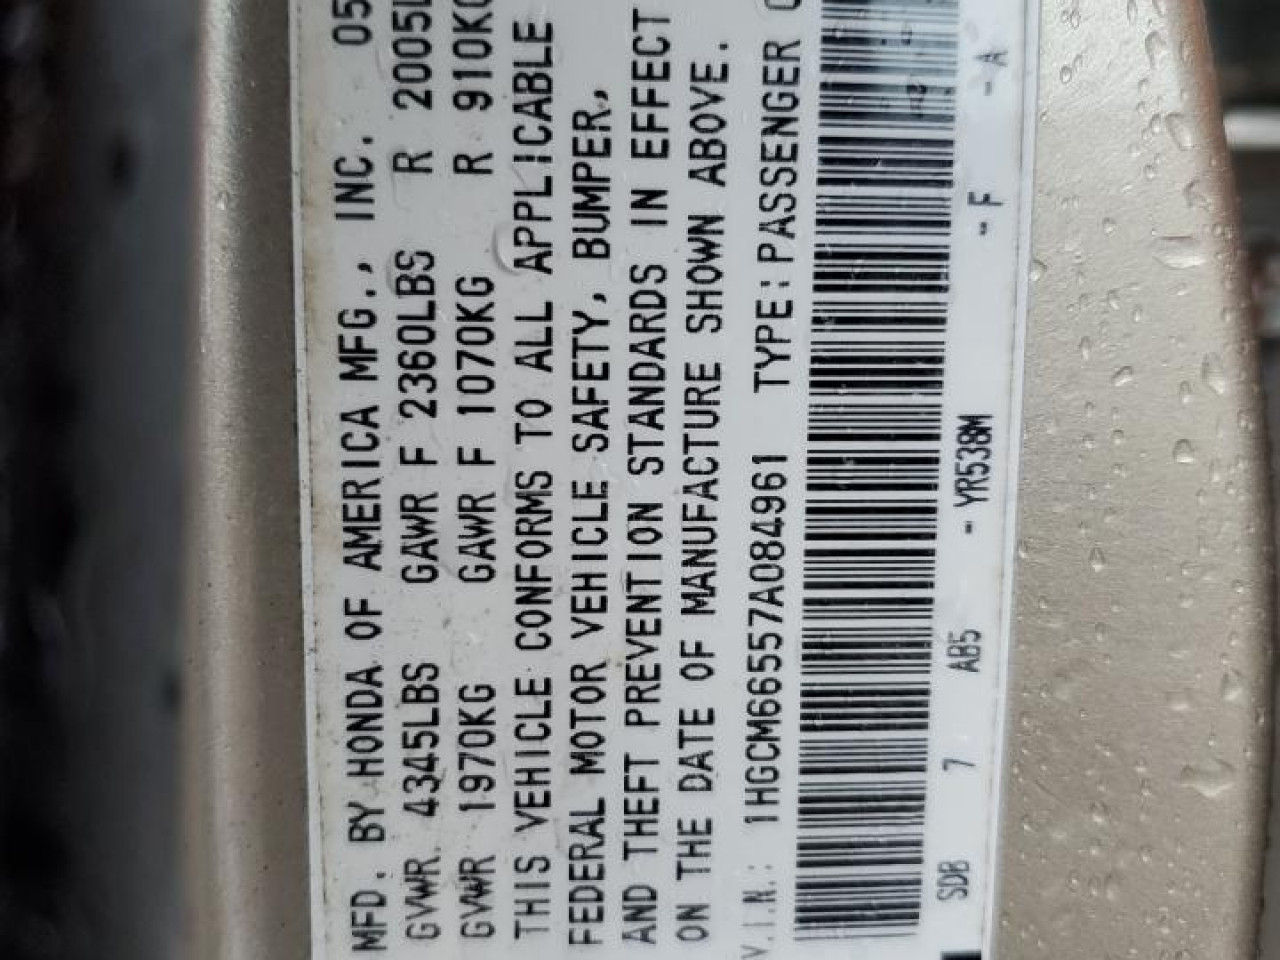 MFD. BY HONDA OF AMERICA MFG., INC. 05
GVWR 4345LBS GAWR F 2360LBS R 2005L
GVWR 1970KG GAWR F 1070KG R 910KG
THIS VEHICLE CONFORMS TO ALL APPLICABLE
FEDERAL MOTOR VEHICLE SAFETY, BUMPER,
AND THEFT PREVENTION STANDARDS IN EFFECT
ON THE DATE OF MANUFACTURE SHOWN ABOVE.
V.I.N.: 1HGCM66557A084961 TYPE: PASSENGER C
SDB 7 AB5 - YR538M - F - A